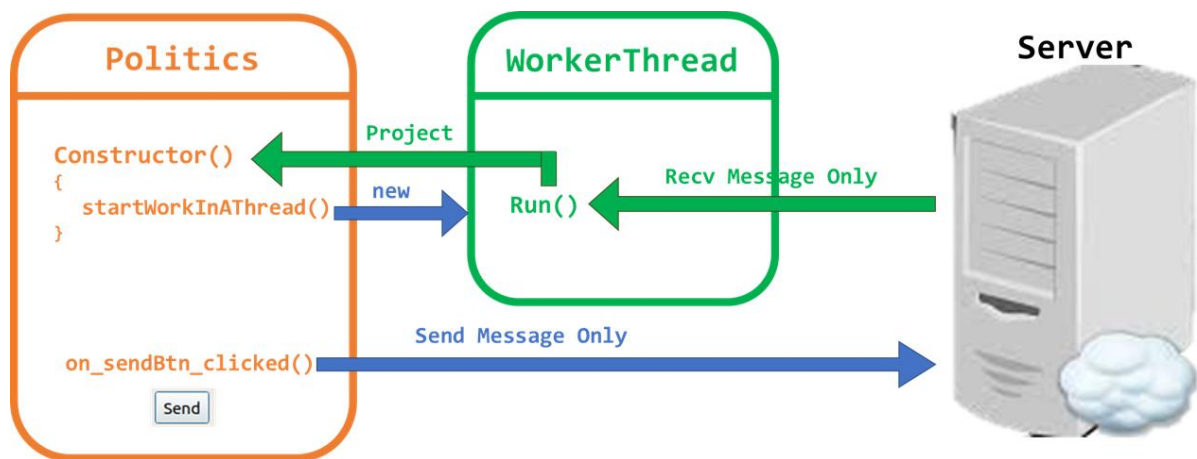 Politics
WorkerThread
Server
Project
Constructor()
{
startWorkInAThread()
}
new
Run()
Recv Message Only
Send Message Only
on_sendBtn_clicked()
Send